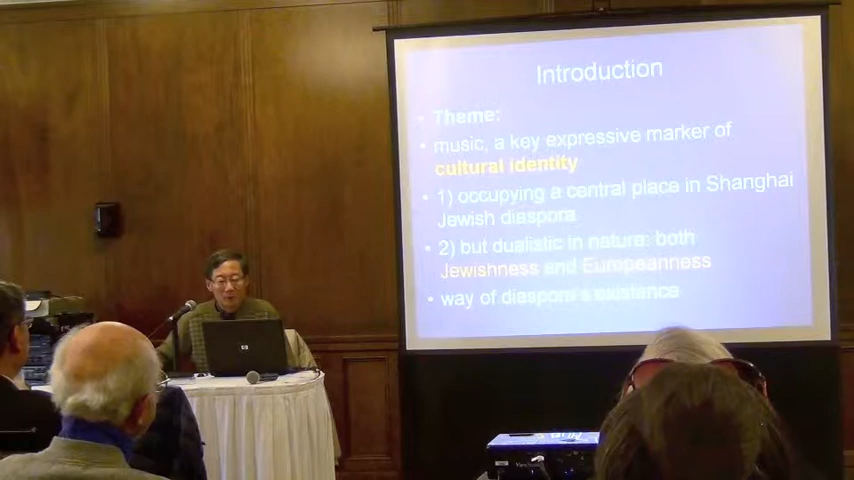 Introduction
• Theme:
• music, a key expressive marker of
cultural identity
• 1) occupying a central place in Shanghai
Jewish diaspora
• 2) but dualistic in nature: both
Jewishness and Europeanness
• way of diaspora's existence
hp